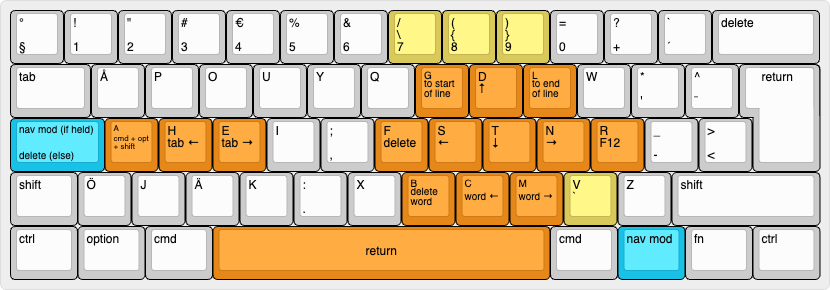 ° ! " # € % & / ( ) = ? ` delete
\ { }
§ 1 2 3 4 5 6 7 8 9 0 + ´
tab Å P O U Y Q G D L W * ^ return
to start of line ↑ to end of line ' ¨
nav mod (if held) A H E I ; F S T N R _ >
cmd + opt + shift tab ← tab → delete ← ↓ → F12
delete (else) , - <
shift Ö J Ä K : X B C M V Z shift
delete word word ← word → `
.
ctrl option cmd return cmd nav mod fn ctrl